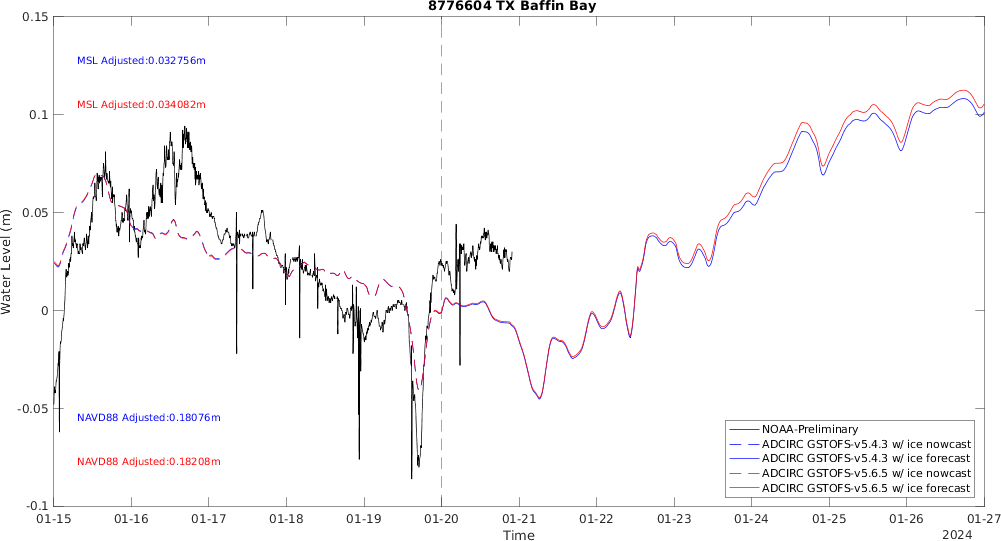 8776604 TX Baffin Bay
0.15
0.1
0.05
0
-0.05
-0.1
Water Level (m)
MSL Adjusted:0.032756m
MSL Adjusted:0.034082m
NAVD88 Adjusted:0.18076m
NAVD88 Adjusted:0.18208m
NOAA-Preliminary
ADCIRC GSTOFS-v5.4.3 w/ ice nowcast
ADCIRC GSTOFS-v5.4.3 w/ ice forecast
ADCIRC GSTOFS-v5.6.5 w/ ice nowcast
ADCIRC GSTOFS-v5.6.5 w/ ice forecast
01-15 01-16 01-17 01-18 01-19 01-20 01-21 01-22 01-23 01-24 01-25 01-26 01-27
Time
2024